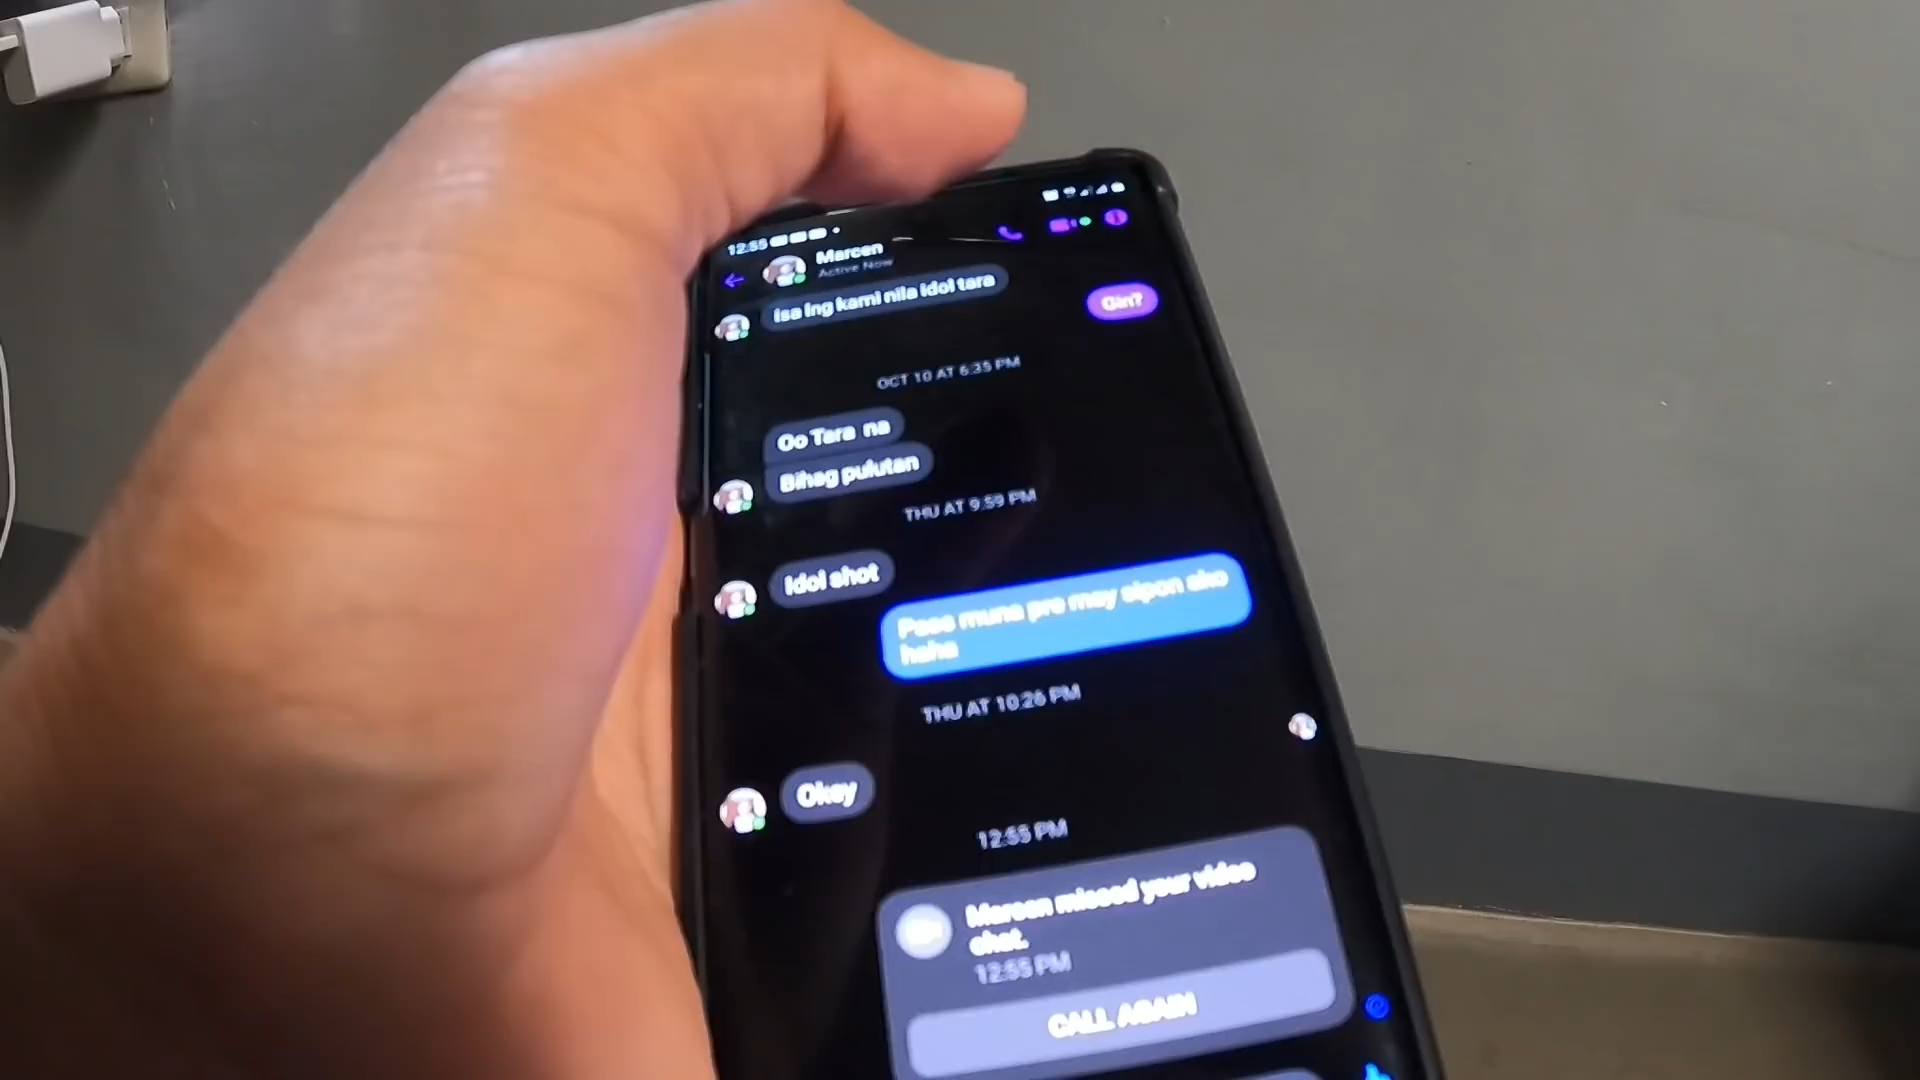 12:55
Marcen
Active Now
Isa ing kami nila idol tara
Gin?
OCT 10 AT 6:35 PM
Oo Tara na
Bihag pulutan
THU AT 9:59 PM
Idol shot
Pass muna pre may sipon ako
haha
THU AT 10:26 PM
Okay
12:55 PM
Marcen missed your video
chat.
12:55 PM
CALL AGAIN